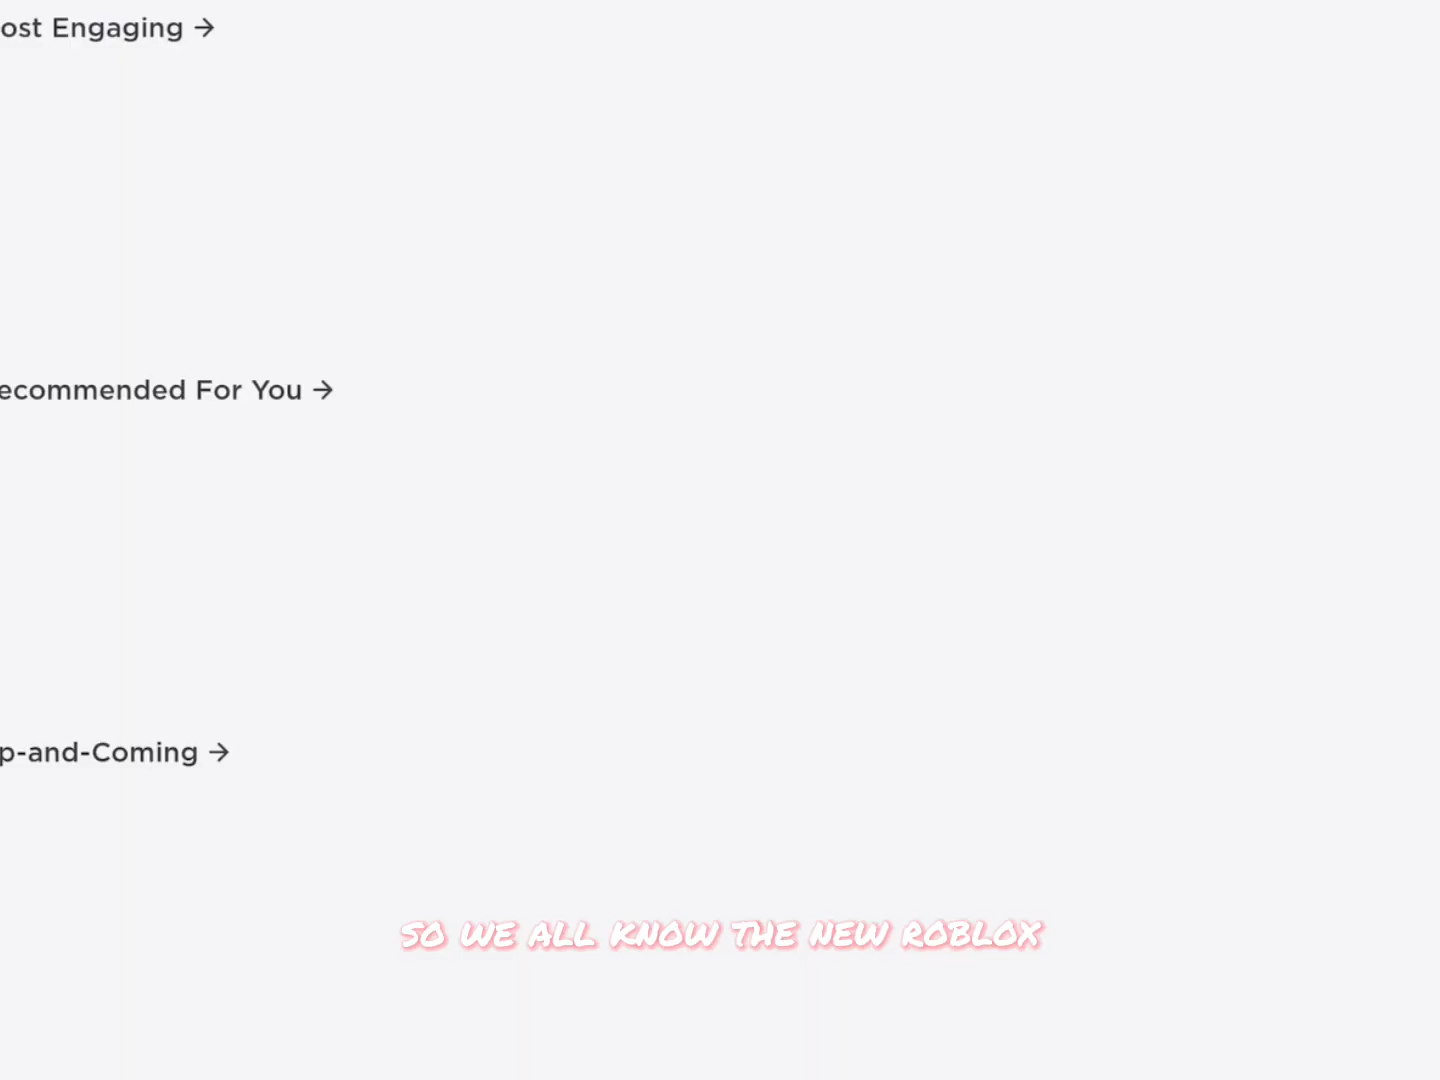 ost Engaging →
ecommended For You →
p-and-Coming →
SO WE ALL KNOW THE NEW ROBLOX